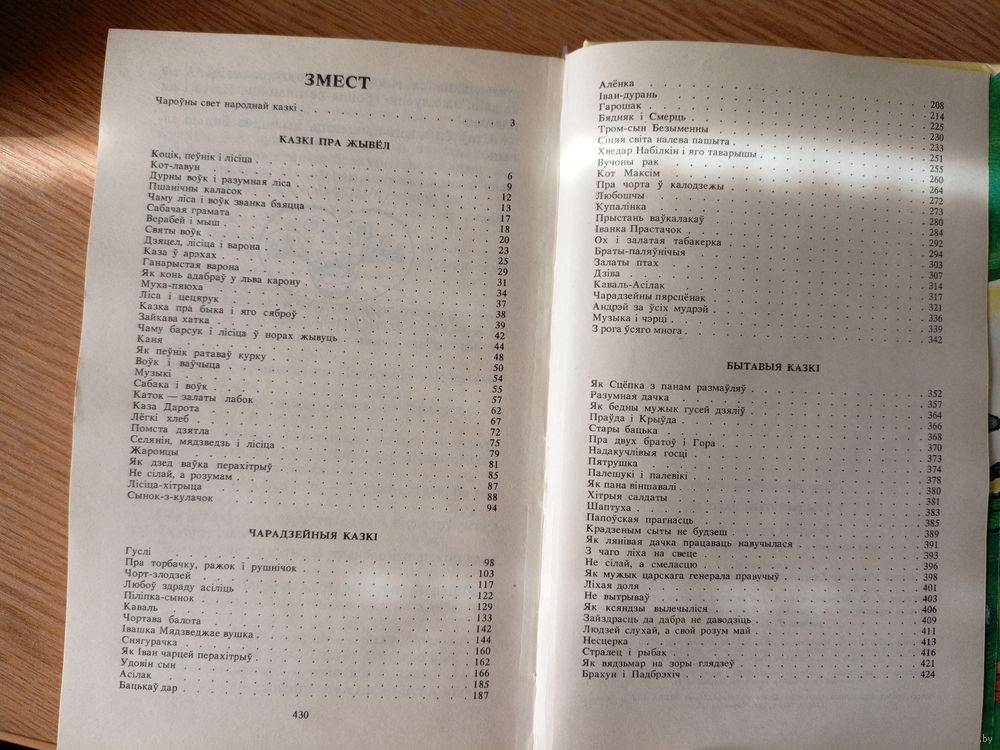 ЗМЕСТ
Чароўны свет народнай казкі . 3
КАЗКІ ПРА ЖЫВЁЛ
Коцік, пеўнік і лісіца . 6
Кот-лавун . 9
Дурны воўк і разумная ліса . 12
Пшанічны каласок . 13
Чаму ліса і воўк званка баяцца . 17
Сабачая грамата . 18
Верабей і мыш . 20
Святы воўк . 23
Дзяцел, лісіца і варона . 25
Каза ў арэхах . 29
Ганарыстая варона . 31
Як конь адабраў у льва карону . 34
Муха-пяюха . 37
Ліса і цецярук . 38
Казка пра быка і яго сяброў . 39
Зайкава хатка . 42
Чаму барсук і лісіца ў норах жывуць . 44
Каня . 48
Як пеўнік ратаваў курку . 50
Воўк і ваўчыца . 54
Музыкі . 55
Сабака і воўк . 57
Каток — залаты лабок . 62
Каза Дарота . 67
Лёгкі хлеб . 72
Помста дзятла . 75
Селянін, мядзведзь і лісіца . 79
Жаронцы . 81
Як дзед ваўка перахітрыў . 85
Не сілай, а розумам . 87
Лісіца-хітрыца . 88
Сынок-з-кулачок . 94
ЧАРАДЗЕЙНЫЯ КАЗКІ
Гуслі . 98
Пра торбачку, ражок і рушнічок . 103
Чорт-злодзей . 117
Любоў здраду асіліць . 122
Піліпка-сынок . 129
Каваль . 133
Чортава балота . 142
Івашка Мядзведжае вушка . 144
Снягурачка . 160
Як Іван чарцей перахітрыў . 162
Удовін сын . 166
Асілак . 185
Бацькаў дар . 187
430
Алёнка . 208
Іван-дурань . 214
Гарошак . 225
Бядняк і Смерць . 230
Тром-сын Безыменны . 233
Сіняя світа налева пашыта . 251
Хведар Набілкін і яго таварышы . 255
Вучоны рак . 260
Кот Максім . 264
Пра чорта ў калодзежы . 272
Любошчы . 273
Купалінка . 280
Прыстань ваўкалакаў . 284
Іванка Прастачок . 292
Ох і залатая табакерка . 294
Браты-паляўнічыя . 303
Залаты птах . 307
Дзіва . 314
Каваль-Асілак . 317
Чарадзейны пярсцёнак . 321
Андрэй за ўсіх мудрэй . 336
Музыка і чэрці . 339
З рога ўсяго многа . 342
БЫТАВЫЯ КАЗКІ
Як Сцёпка з панам размаўляў . 352
Разумная дачка . 357
Як бедны мужык гусей дзяліў . 364
Праўда і Крыўда . 366
Стары бацька . 368
Пра двух братоў і Гора . 370
Надакучлівыя госці . 373
Пятрушка . 374
Палешукі і палевікі . 378
Як пана віншавалі . 380
Хітрыя салдаты . 381
Шаптуха . 383
Папоўская прагнасць . 385
Крадзеным сыты не будзеш . 389
Як лянівая дачка працаваць навучылася . 391
З чаго ліха на свеце . 393
Не сілай, а смеласцю . 396
Як мужык царскага генерала правучыў . 398
Ліхая доля . 401
Не вытрываў . 403
Як ксяндзы вылечыліся . 406
Зайздрасць да дабра не даводзіць . 409
Людзей слухай, а свой розум май . 411
Несцерка . 413
Стралец і рыбак . 416
Як вядзьмар на зоры глядзеў . 421
Брахун і Падбрэхіч . 424